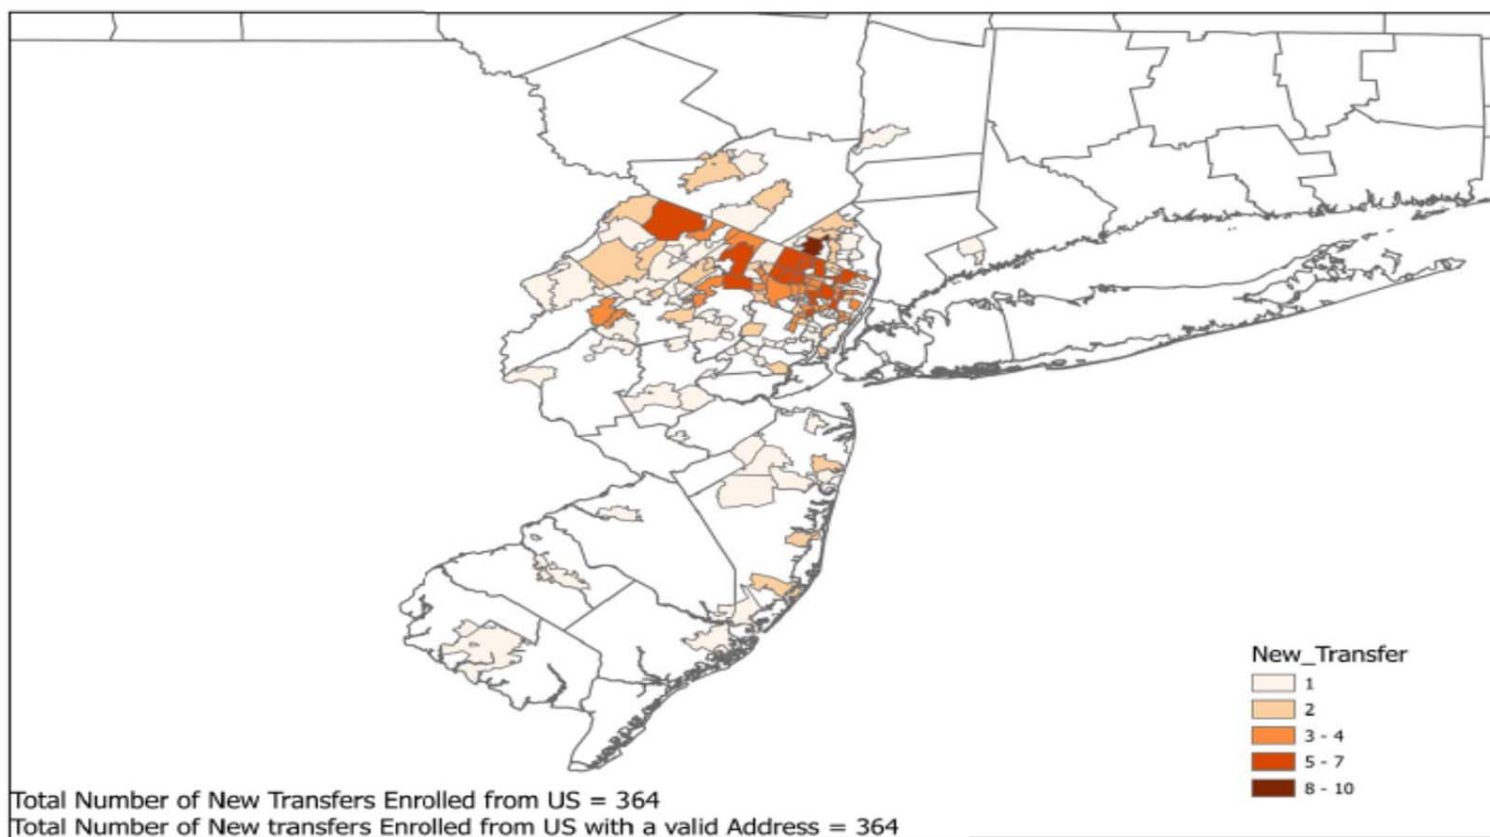 New_Transfer
1
2
3 - 4
5 - 7
8 - 10
Total Number of New Transfers Enrolled from US = 364
Total Number of New transfers Enrolled from US with a valid Address = 364